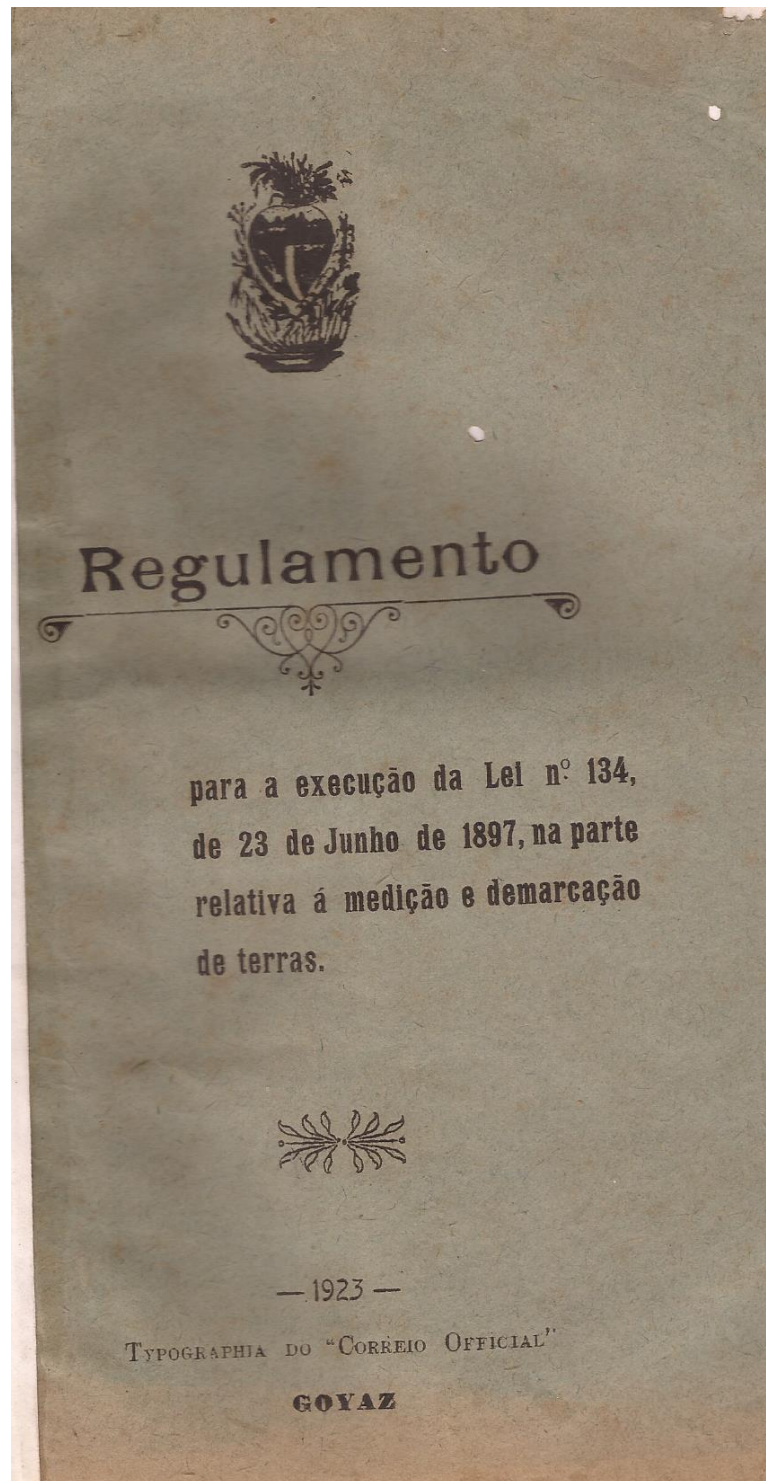 Regulamento
para a execução da Lei nº 134,
de 23 de Junho de 1897, na parte
relativa á medição e demarcação
de terras.
— 1923 —
TYPOGRAPHIA DO "CORREIO OFFICIAL"
GOYAZ